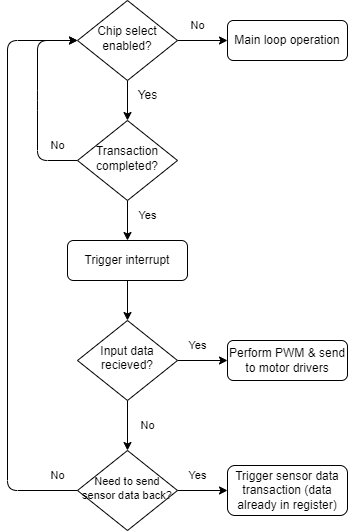 Chip select
enabled?
No
Main loop operation
Yes
No
Transaction
completed?
Yes
Trigger interrupt
Input data
recieved?
Yes
Perform PWM & send
to motor drivers
No
No
Need to send
sensor data back?
Yes
Trigger sensor data
transaction (data
already in register)